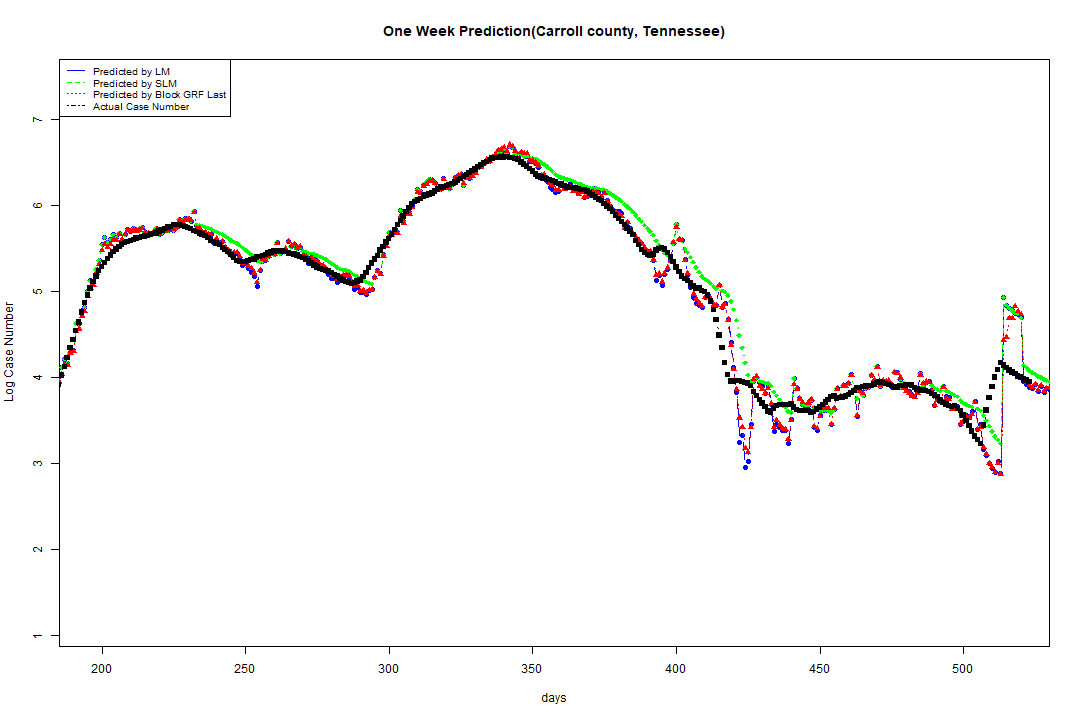 One Week Prediction(Carroll county, Tennessee)
Predicted by LM
Predicted by SLM
Predicted by Block GRF Last
Actual Case Number
7
6
5
4
3
2
1
Log Case Number
200 250 300 350 400 450 500
days